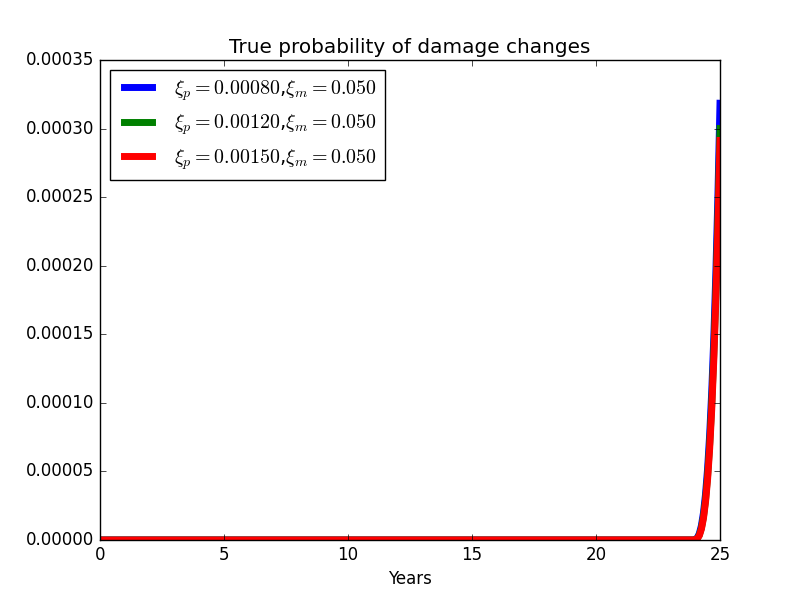 True probability of damage changes
0.00035
0.00030
0.00025
0.00020
0.00015
0.00010
0.00005
0.00000
ξp = 0.00080,ξm = 0.050
ξp = 0.00120,ξm = 0.050
ξp = 0.00150,ξm = 0.050
0 5 10 15 20 25
Years